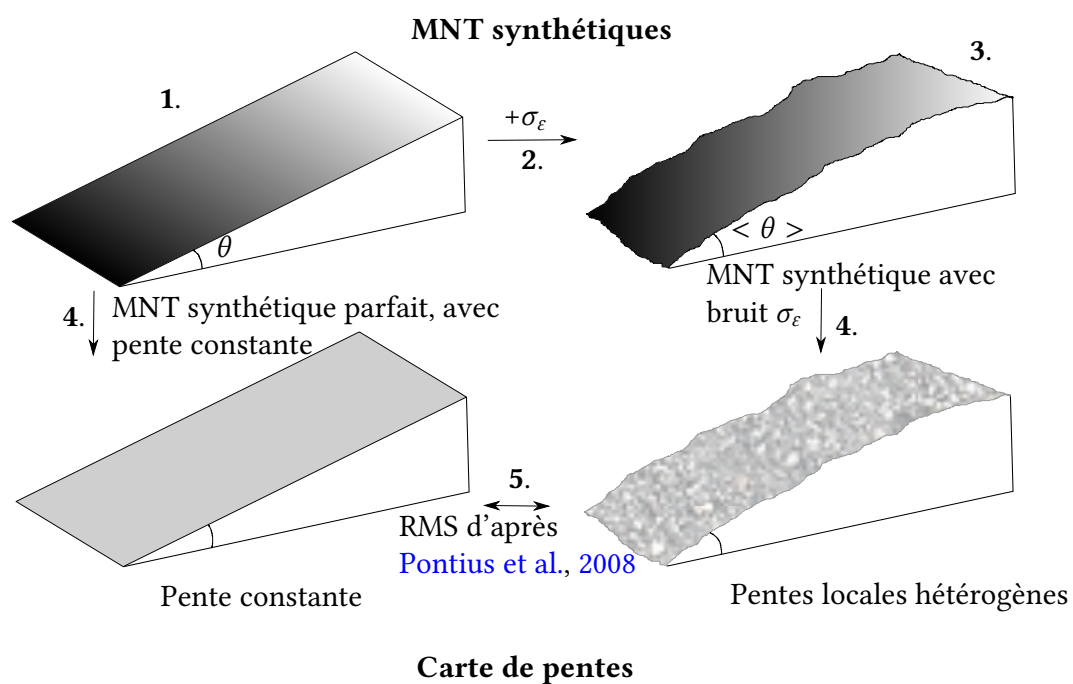 MNT synthétiques
1.
3.
+σε
2.
θ
< θ >
MNT synthétique avec
bruit σε
4.
MNT synthétique parfait, avec
pente constante
4.
5.
RMS d'après
Pontius et al., 2008
Pente constante
Pentes locales hétérogènes
Carte de pentes